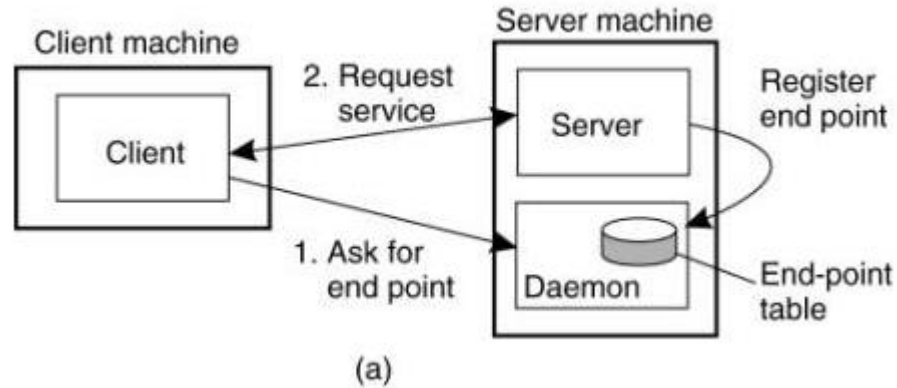 Client machine
Server machine
2. Request
service
Register
end point
Client
Server
1. Ask for
end point
Daemon
End-point
table
(a)